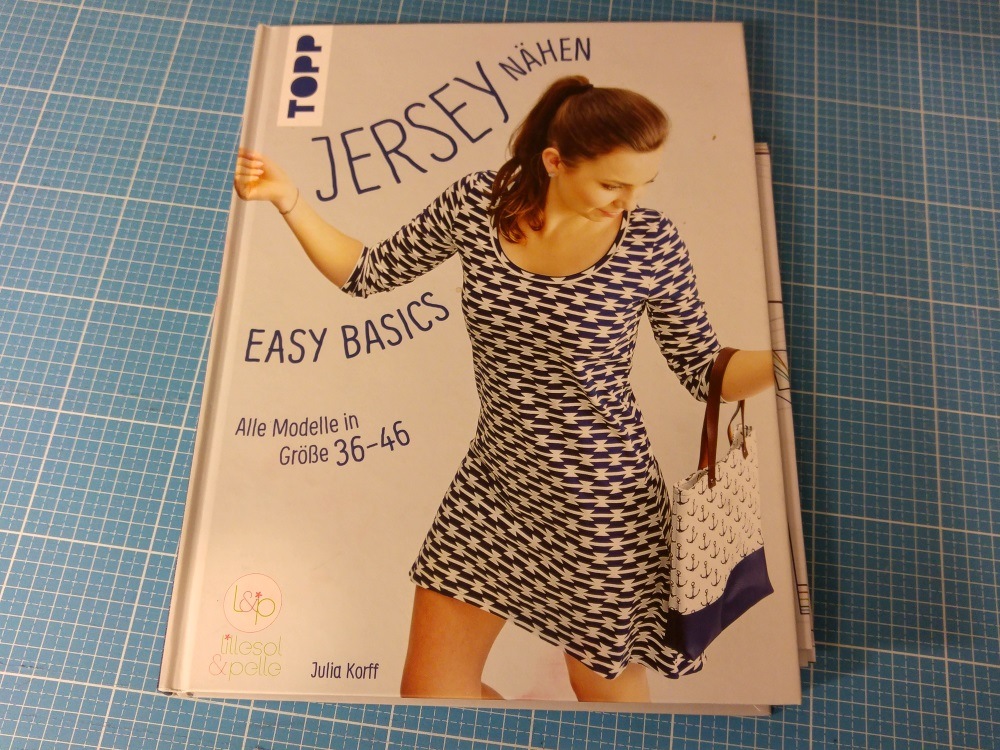 TOPP
JERSEY NÄHEN
EASY BASICS
Alle Modelle in
Größe 36-46
l&p
lillesol
&pelle
Julia Korff